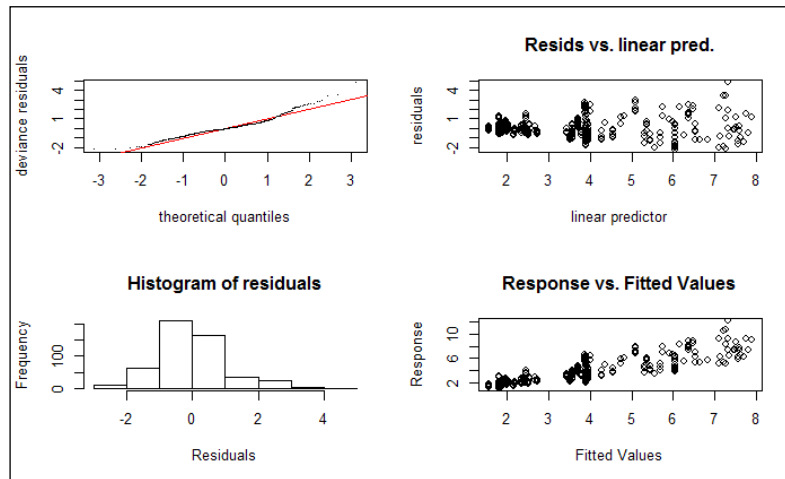 deviance residuals
4
1
-2
-3 -2 -1 0 1 2 3
theoretical quantiles
Resids vs. linear pred.
residuals
4
1
-2
2 3 4 5 6 7 8
linear predictor
Histogram of residuals
Frequency
100
0
-2 0 2 4
Residuals
Response vs. Fitted Values
Response
10
6
2
2 3 4 5 6 7 8
Fitted Values